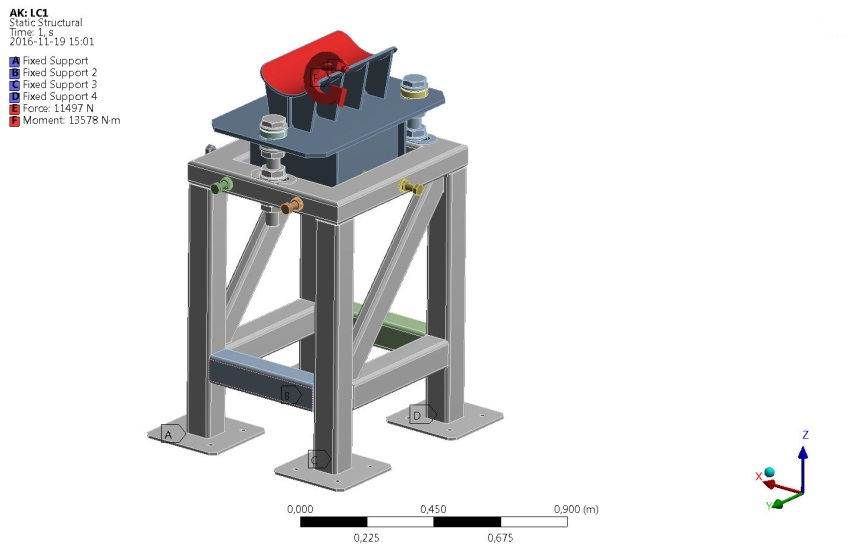 AK: LC1
Static Structural
Time: 1, s
2016-11-19 15:01
A Fixed Support
B Fixed Support 2
C Fixed Support 3
D Fixed Support 4
E Force: 11497 N
F Moment: 13578 N·m
A
B
C
D
Z
X
Y
0,000
0,450
0,900 (m)
0,225
0,675